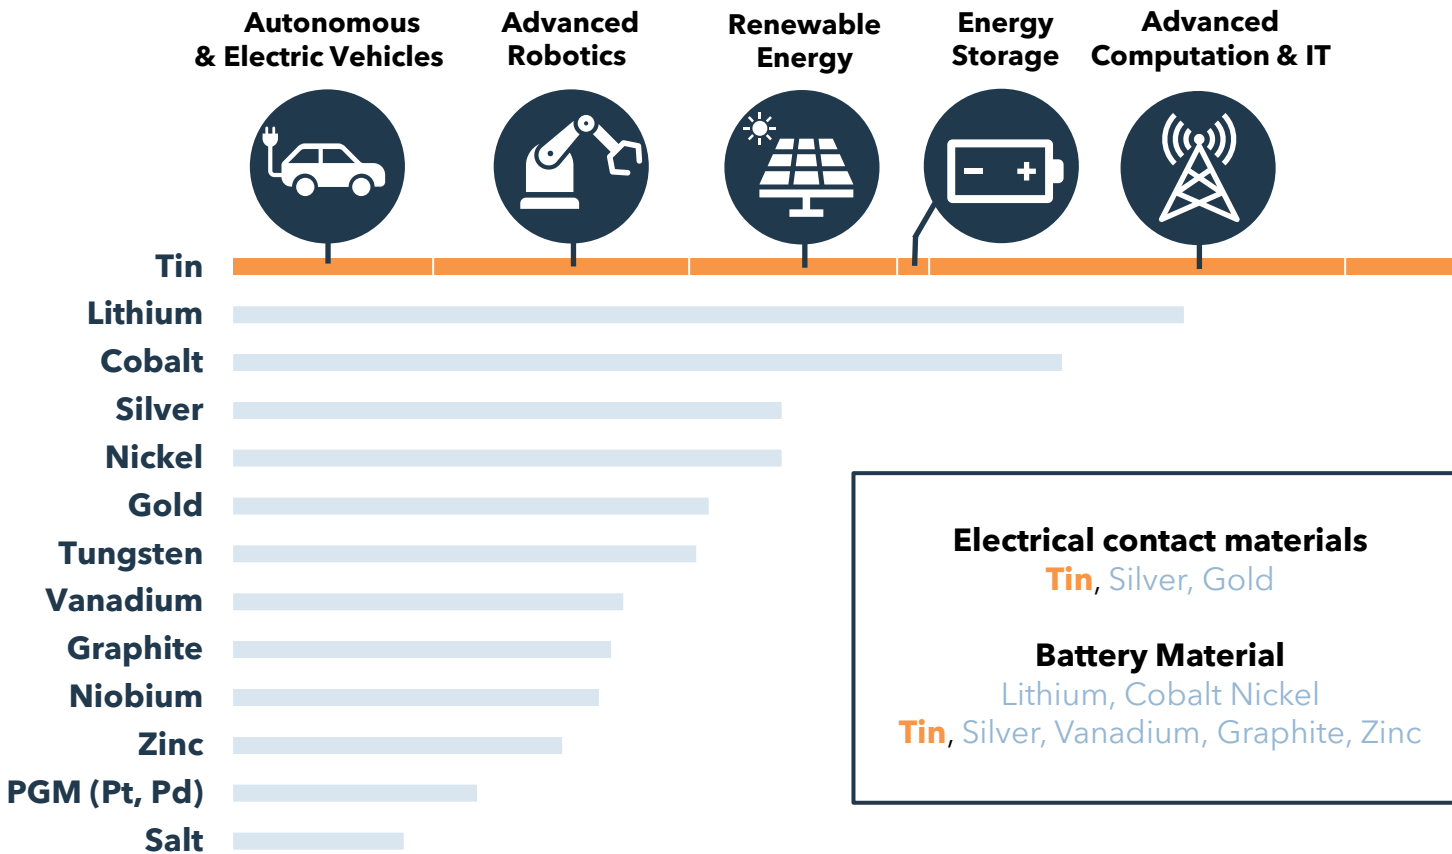 Autonomous
& Electric Vehicles
Advanced
Robotics
Renewable
Energy
Energy
Storage
Advanced
Computation & IT
Tin
Lithium
Cobalt
Silver
Nickel
Gold
Tungsten
Vanadium
Graphite
Niobium
Zinc
PGM (Pt, Pd)
Salt
Electrical contact materials
Tin, Silver, Gold
Battery Material
Lithium, Cobalt Nickel
Tin, Silver, Vanadium, Graphite, Zinc